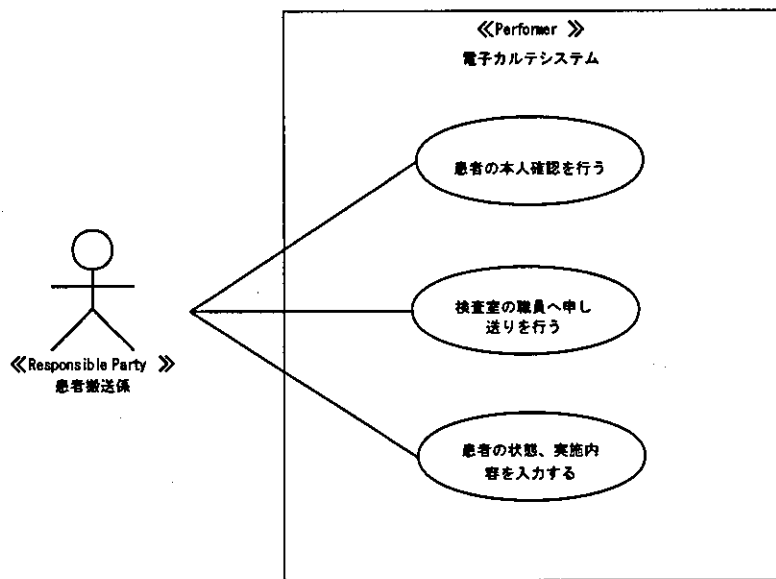 ≪Performer ≫
電子カルテシステム
患者の本人確認を行う
検査室の職員へ申し
送りを行う
≪Responsible Party ≫
患者搬送係
患者の状態、実施内
容を入力する